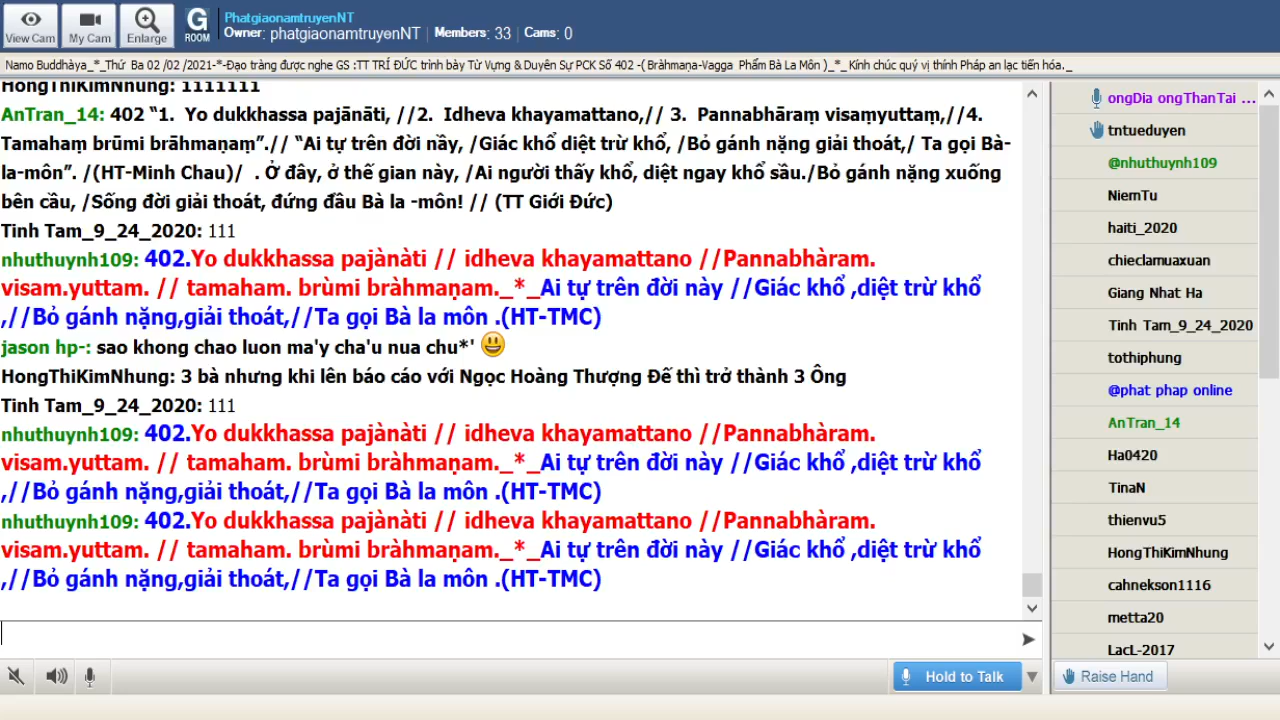 View Cam
My Cam
Enlarge
G
ROOM
PhatgiaonamtruyenNT
Owner: phatgiaonamtruyenNT | Members: 33 | Cams: 0
Namo Buddhàya_*_Thứ Ba 02 /02 /2021-*-Đạo tràng được nghe GS :TT TRÍ ĐỨC trình bày Từ Vựng & Duyên Sự PCK Số 402 -( Bràhmaṇa-Vagga Phẩm Bà La Môn )_*_ Kính chúc quý vị thính Pháp an lạc tiến hóa._
HongThiKimNhung: 1111111
AnTran_14: 402 “1. Yo dukkhassa pajānāti, //2. Idheva khayamattano,// 3. Pannabhāraṃ visaṃyuttaṃ,//4.
Tamahaṃ brūmi brāhmaṇaṃ”.// “Ai tự trên đời nầy, /Giác khổ diệt trừ khổ, /Bỏ gánh nặng giải thoát,/ Ta gọi Bà-
la-môn”. /(HT-Minh Chau)/ . Ở đây, ở thế gian này, /Ai người thấy khổ, diệt ngay khổ sầu./Bỏ gánh nặng xuống
bên cầu, /Sống đời giải thoát, đứng đầu Bà la -môn! // (TT Giới Đức)
Tinh Tam_9_24_2020: 111
nhuthuynh109: 402.Yo dukkhassa pajànàti // idheva khayamattano //Pannabhàram.
visam.yuttam. // tamaham. brùmi bràhmaṇam._*_Ai tự trên đời này //Giác khổ ,diệt trừ khổ
,//Bỏ gánh nặng,giải thoát,//Ta gọi Bà la môn .(HT-TMC)
jason hp-: sao khong chao luon ma'y cha'u nua chu*'
HongThiKimNhung: 3 bà nhưng khi lên báo cáo với Ngọc Hoàng Thượng Đế thì trở thành 3 Ông
Tinh Tam_9_24_2020: 111
nhuthuynh109: 402.Yo dukkhassa pajànàti // idheva khayamattano //Pannabhàram.
visam.yuttam. // tamaham. brùmi bràhmaṇam._*_Ai tự trên đời này //Giác khổ ,diệt trừ khổ
,//Bỏ gánh nặng,giải thoát,//Ta gọi Bà la môn .(HT-TMC)
nhuthuynh109: 402.Yo dukkhassa pajànàti // idheva khayamattano //Pannabhàram.
visam.yuttam. // tamaham. brùmi bràhmaṇam._*_Ai tự trên đời này //Giác khổ ,diệt trừ khổ
,//Bỏ gánh nặng,giải thoát,//Ta gọi Bà la môn .(HT-TMC)
Hold to Talk
ongDia ongThanTai ...
tntueduyen
@nhuthuynh109
NiemTu
haiti_2020
chieclamuaxuan
Giang Nhat Ha
Tinh Tam_9_24_2020
tothiphung
@phat phap online
AnTran_14
Ha0420
TinaN
thienvu5
HongThiKimNhung
cahnekson1116
metta20
LacL-2017
Raise Hand